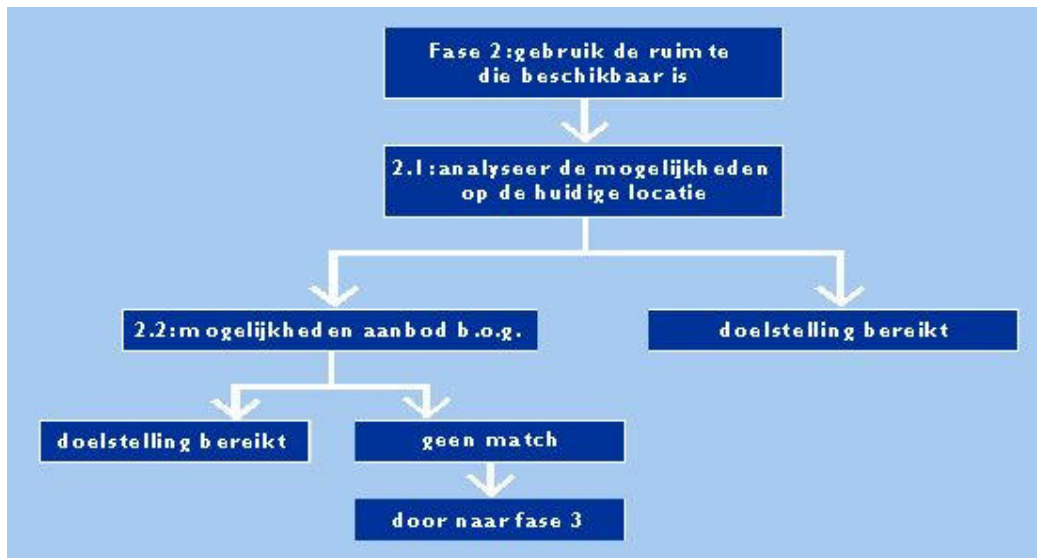 Fase 2:gebruik de ruimte
die beschikbaar is
2.1:analyseer de mogelijkheden
op de huidige locatie
2.2:mogelijkheden aanbod b.o.g.
doelstelling bereikt
doelstelling bereikt
geen match
door naar fase 3